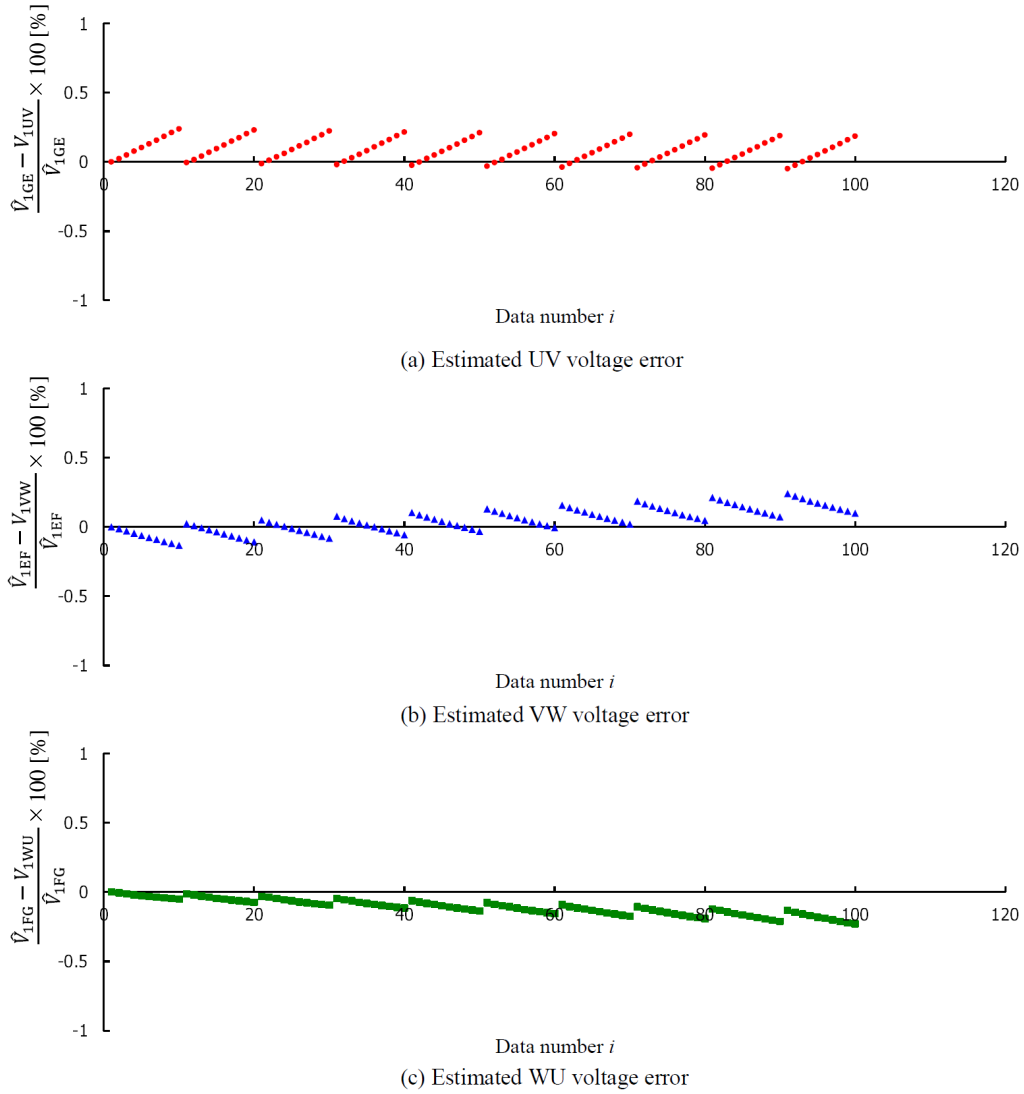 1
0.5
0
-0.5
-1
0 20 40 60 80 100 120
(V̂1GE − V1UV) / V̂1GE × 100 [%]
Data number i
(a) Estimated UV voltage error
1
0.5
0
-0.5
-1
0 20 40 60 80 100 120
(V̂1EF − V1VW) / V̂1EF × 100 [%]
Data number i
(b) Estimated VW voltage error
1
0.5
0
-0.5
-1
0 20 40 60 80 100 120
(V̂1FG − V1WU) / V̂1FG × 100 [%]
Data number i
(c) Estimated WU voltage error